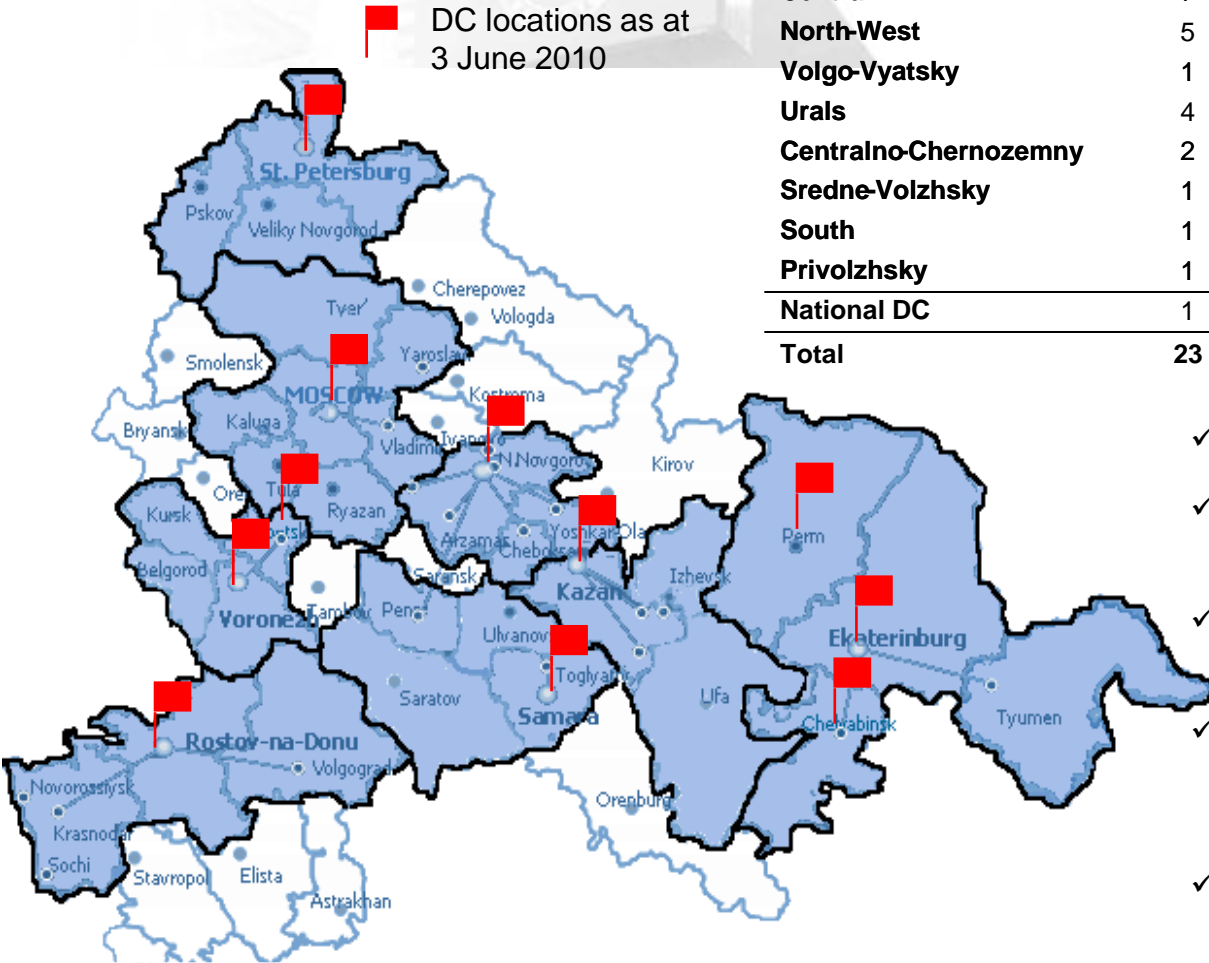 DC locations as at
3 June 2010
North-West 5
Volgo-Vyatsky 1
Urals 4
Centralno-Chernozemny 2
Sredne-Volzhsky 1
South 1
Privolzhsky 1
National DC 1
Total 23
St. Petersburg
Pskov
Veliky Novgorod
Cherepovez
Tver'
Vologda
Smolensk
Yaroslavl
MOSCOW
Kostroma
Kaluga
Bryansk
Vladimir
Ivanovo
N.Novgorod
Kirov
Tula
Ryazan
Kursk
Arzamas
Yoshkar-Ola
Perm
Cheboksary
Belgorod
Saransk
Izhevsk
Kazan
Voronezh
Tambov
Penza
Ulyanovsk
Ekaterinburg
Toglyatty
Saratov
Ufa
Samara
Chelyabinsk
Tyumen
Rostov-na-Donu
Volgograd
Novorossiysk
Orenburg
Krasnodar
Sochi
Stavropol
Elista
Astrakhan